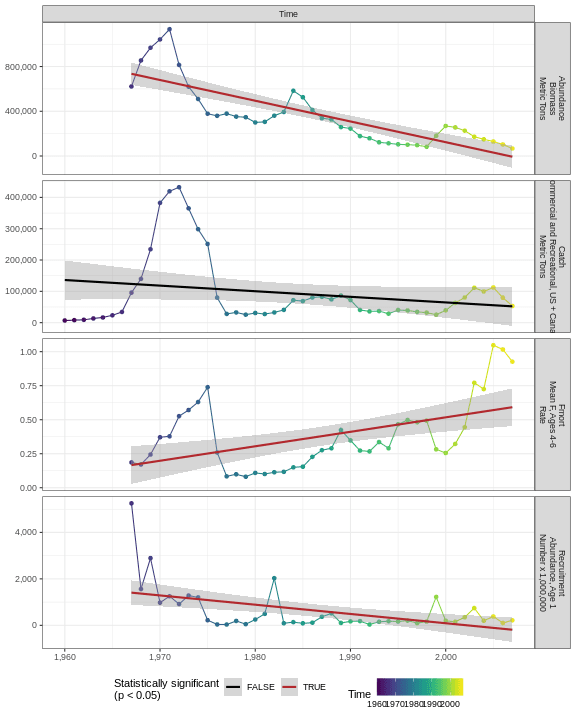 Time
800,000
400,000
0
Abundance
Biomass
Metric Tons
400,000
300,000
200,000
100,000
0
Catch
ommercial and Recreational, US + Cana
Metric Tons
1.00
0.75
0.50
0.25
0.00
Fmort
Mean F, Ages 4-6
Rate
4,000
2,000
0
Recruitment
Abundance, Age 1
Number x 1,000,000
1,960 1,970 1,980 1,990 2,000
Statistically significant
(p < 0.05)
FALSE TRUE
Time
1960 1970 1980 1990 2000